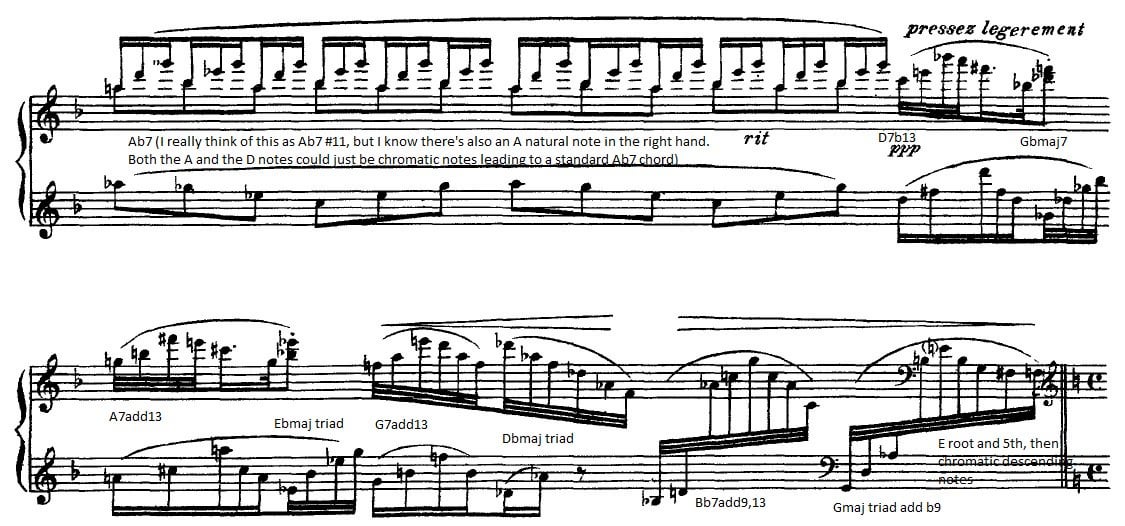 pressez legerement
Ab7 (I really think of this as Ab7 #11, but I know there's also an A natural note in the right hand.
Both the A and the D notes could just be chromatic notes leading to a standard Ab7 chord)
rit
D7b13
ppp
Gbmaj7
A7add13
Ebmaj triad
G7add13
Dbmaj triad
Bb7add9,13
Gmaj triad add b9
E root and 5th, then
chromatic descending
notes